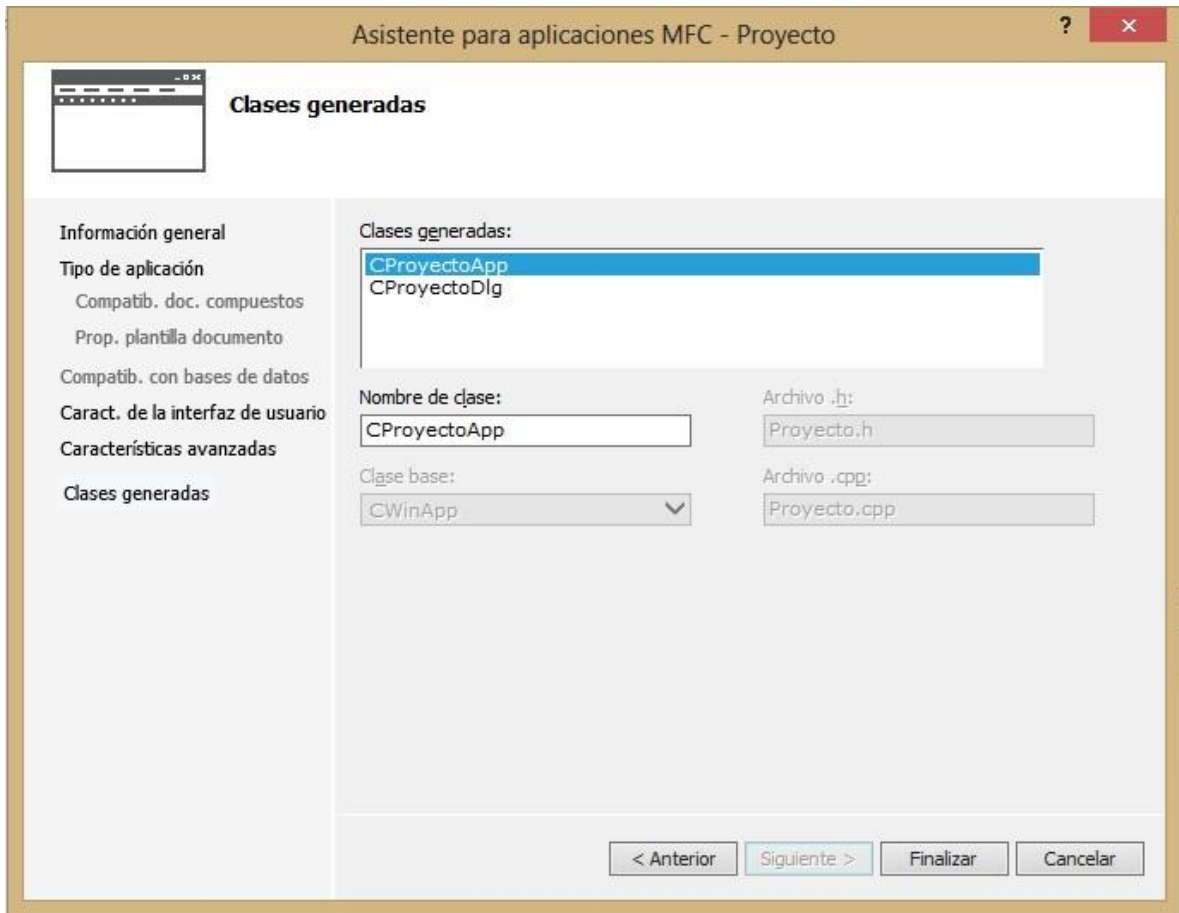 Asistente para aplicaciones MFC - Proyecto
?
Clases generadas
Información general
Tipo de aplicación
Compatib. doc. compuestos
Prop. plantilla documento
Compatib. con bases de datos
Caract. de la interfaz de usuario
Características avanzadas
Clases generadas
Clases generadas:
CProyectoApp
CProyectoDlg
Nombre de clase:
CProyectoApp
Archivo .h:
Proyecto.h
Clase base:
CWinApp
Archivo .cpp:
Proyecto.cpp
< Anterior
Siguiente >
Finalizar
Cancelar